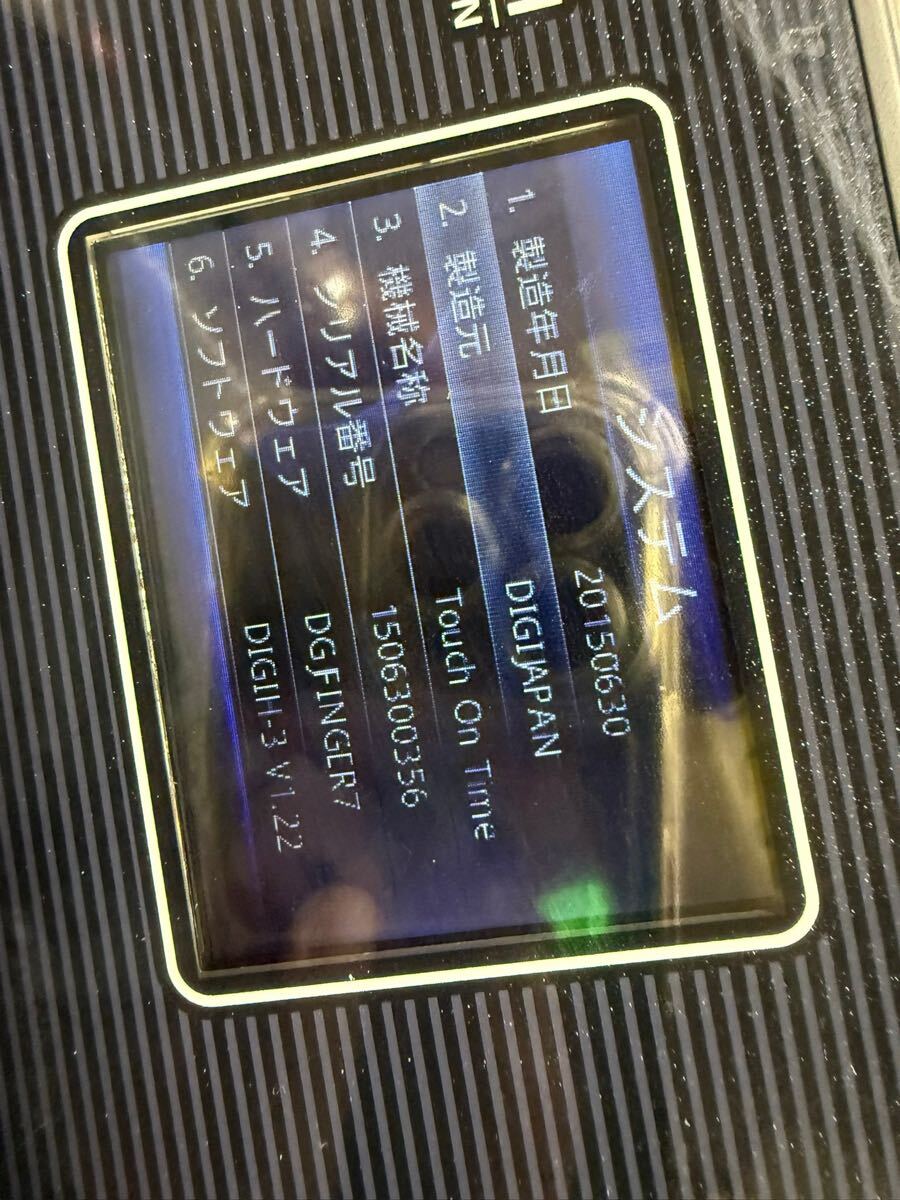 システム
1. 製造年月日 20150630
2. 製造元 DIGIJAPAN
3. 機械名称 Touch On Time
4. シリアル番号 1506300356
5. ハードウェア DGFINGER7
6. ソフトウェア DIGIH-3 V1.22